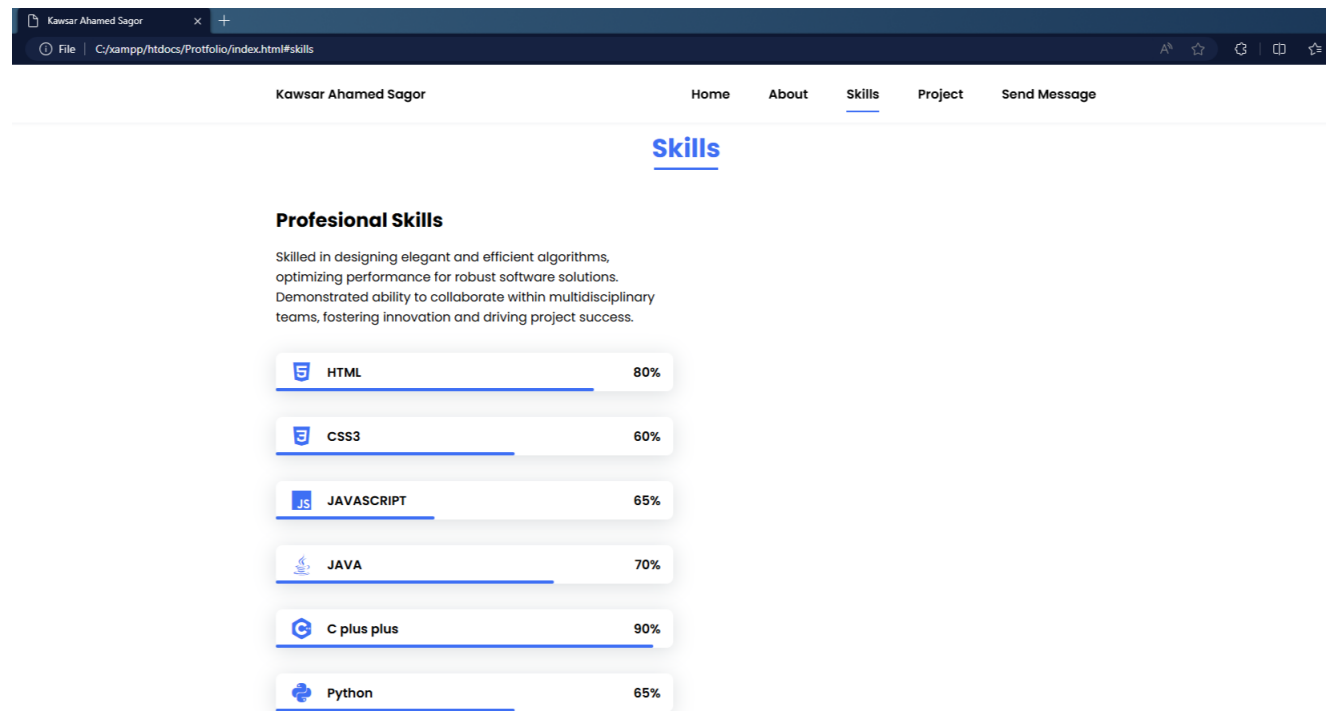 Kawsar Ahamed Sagor
File C:/xampp/htdocs/Protfolio/index.html#skills
Kawsar Ahamed Sagor Home About Skills Project Send Message
Skills
Profesional Skills
Skilled in designing elegant and efficient algorithms,
optimizing performance for robust software solutions.
Demonstrated ability to collaborate within multidisciplinary
teams, fostering innovation and driving project success.
HTML 80%
CSS3 60%
JS JAVASCRIPT 65%
JAVA 70%
C plus plus 90%
Python 65%